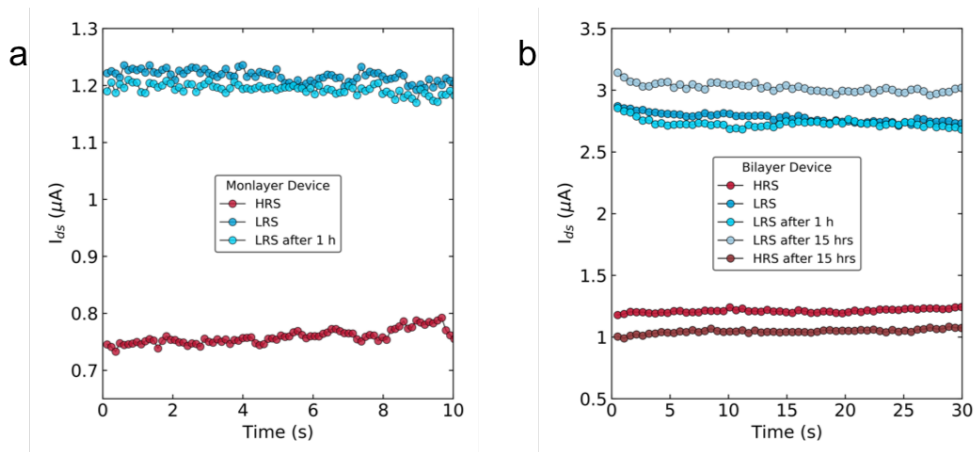 a
1.3
1.2
1.1
1
0.9
0.8
0.7
I_ds (μA)
Monlayer Device
HRS
LRS
LRS after 1 h
0 2 4 6 8 10
Time (s)
b
3.5
3
2.5
2
1.5
1
0.5
I_ds (μA)
Bilayer Device
HRS
LRS
LRS after 1 h
LRS after 15 hrs
HRS after 15 hrs
0 5 10 15 20 25 30
Time (s)